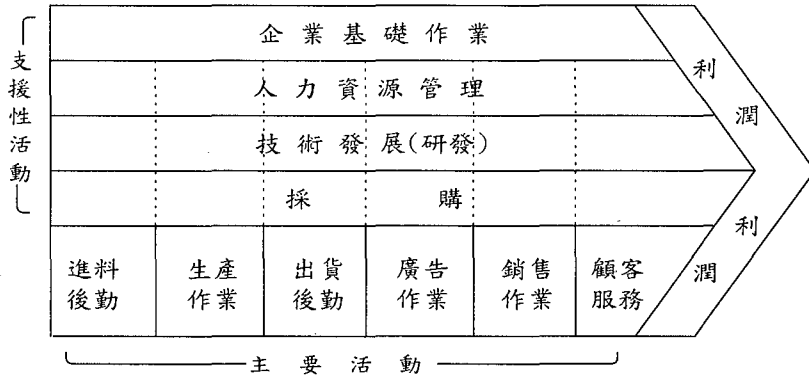 支援性活動
企業基礎作業
人力資源管理
技術發展(研發)
採購
利潤
利潤
進料後勤
生產作業
出貨後勤
廣告作業
銷售作業
顧客服務
主要活動